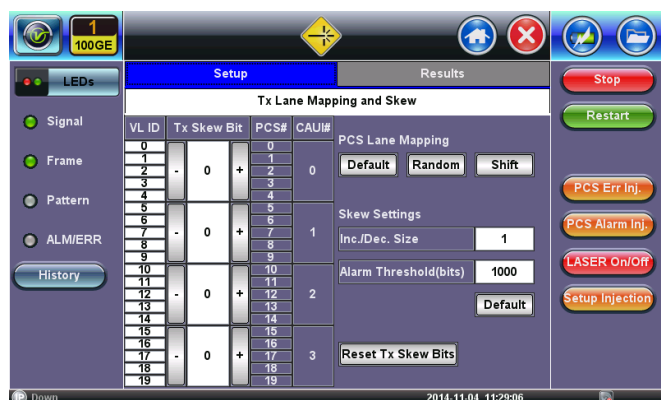 1
100GE
LEDs
Signal
Frame
Pattern
ALM/ERR
History
Setup
Results
Tx Lane Mapping and Skew
VL ID Tx Skew Bit PCS# CAUI#
0 0
1 1
2 - 0 + 2 0
3 3
4 4
5 5
6 6
7 - 0 + 7 1
8 8
9 9
10 10
11 11
12 - 0 + 12 2
13 13
14 14
15 15
16 16
17 - 0 + 17 3
18 18
19 19
PCS Lane Mapping
Default Random Shift
Skew Settings
Inc./Dec. Size 1
Alarm Threshold(bits) 1000
Default
Reset Tx Skew Bits
Stop
Restart
PCS Err Inj.
PCS Alarm Inj.
LASER On/Off
Setup Injection
IP Down
2014-11-04 11:29:06